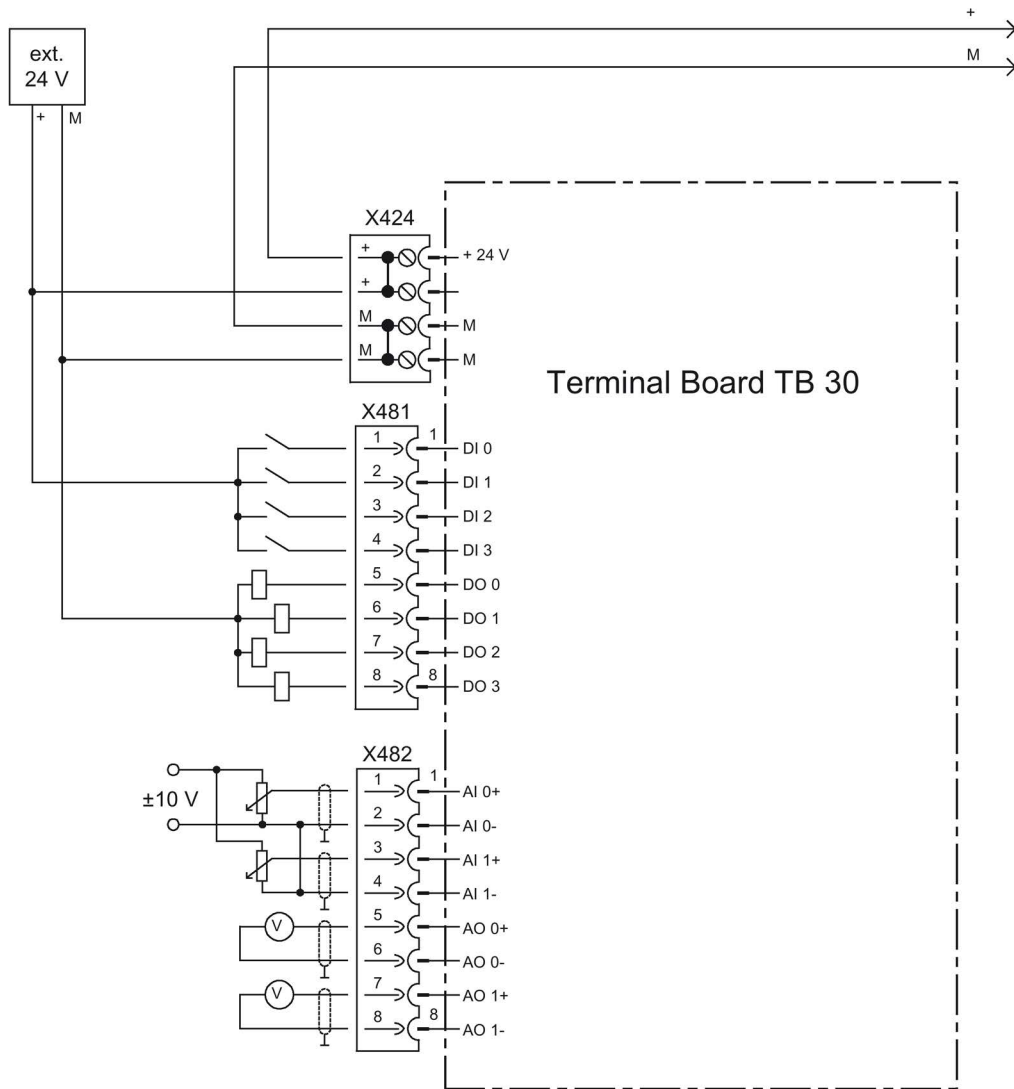 +
ext.
24 V
M
+ M
X424
+ + 24 V
+
M M
M M
Terminal Board TB 30
X481
1 1 DI 0
2 DI 1
3 DI 2
4 DI 3
5 DO 0
6 DO 1
7 DO 2
8 8 DO 3
X482
1 1 AI 0+
±10 V
2 AI 0-
3 AI 1+
4 AI 1-
V 5 AO 0+
6 AO 0-
V 7 AO 1+
8 8 AO 1-